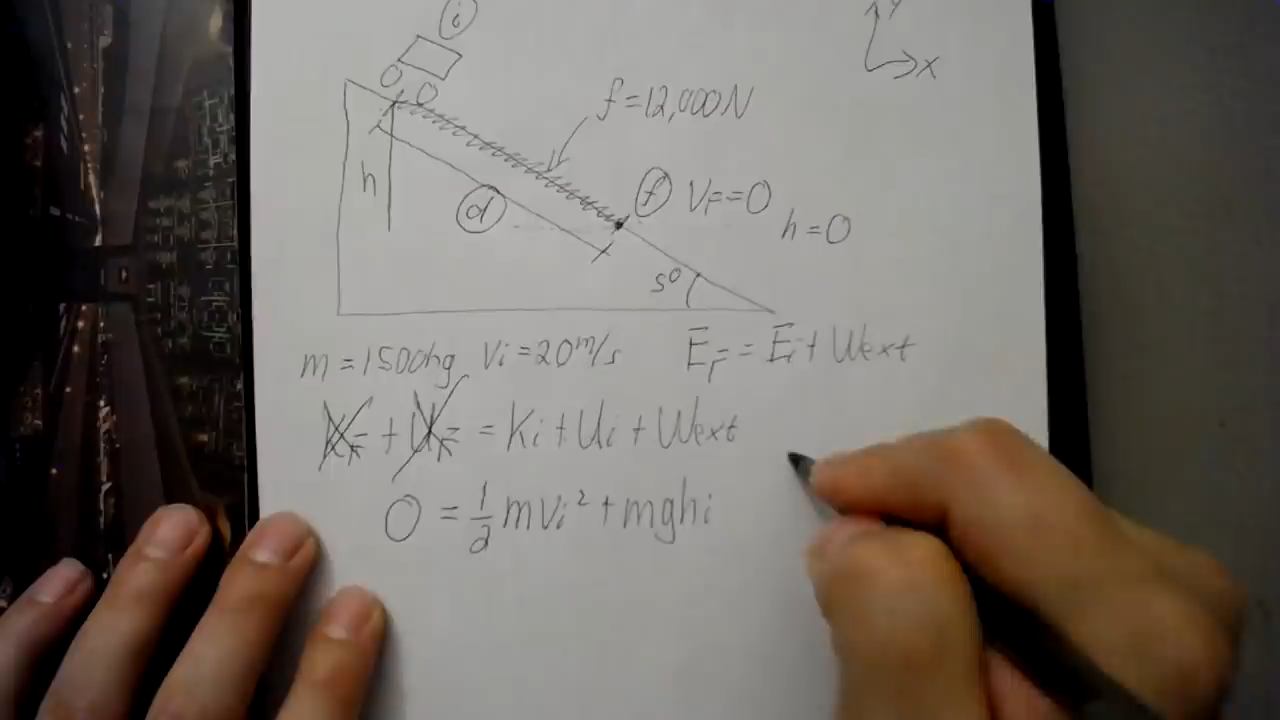 i
y
x
f=12,000N
h
d
f VF=0
h=0
5°
m=1500kg Vi=20m/s EF=Ei+Wext
KF+UF=Ki+Ui+Wext
0=1/2mvi²+mghi